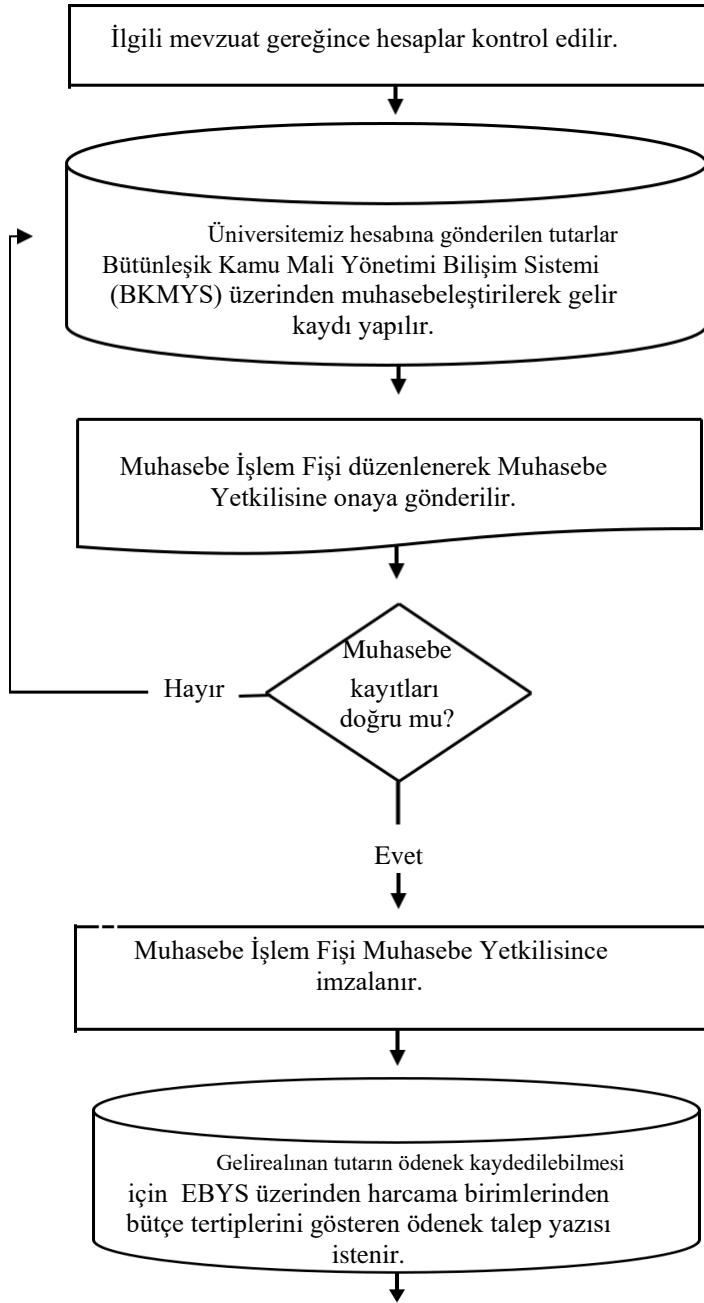 İlgili mevzuat gereğince hesaplar kontrol edilir.
Üniversitemiz hesabına gönderilen tutarlar
Bütünleşik Kamu Mali Yönetimi Bilişim Sistemi
(BKMYS) üzerinden muhasebeleştirilerek gelir
kaydı yapılır.
Muhasebe İşlem Fişi düzenlenerek Muhasebe
Yetkilisine onaya gönderilir.
Muhasebe
kayıtları
doğru mu?
Hayır
Evet
Muhasebe İşlem Fişi Muhasebe Yetkilisince
imzalanır.
Gelirealınan tutarın ödenek kaydedilebilmesi
için EBYS üzerinden harcama birimlerinden
bütçe tertiplerini gösteren ödenek talep yazısı
istenir.